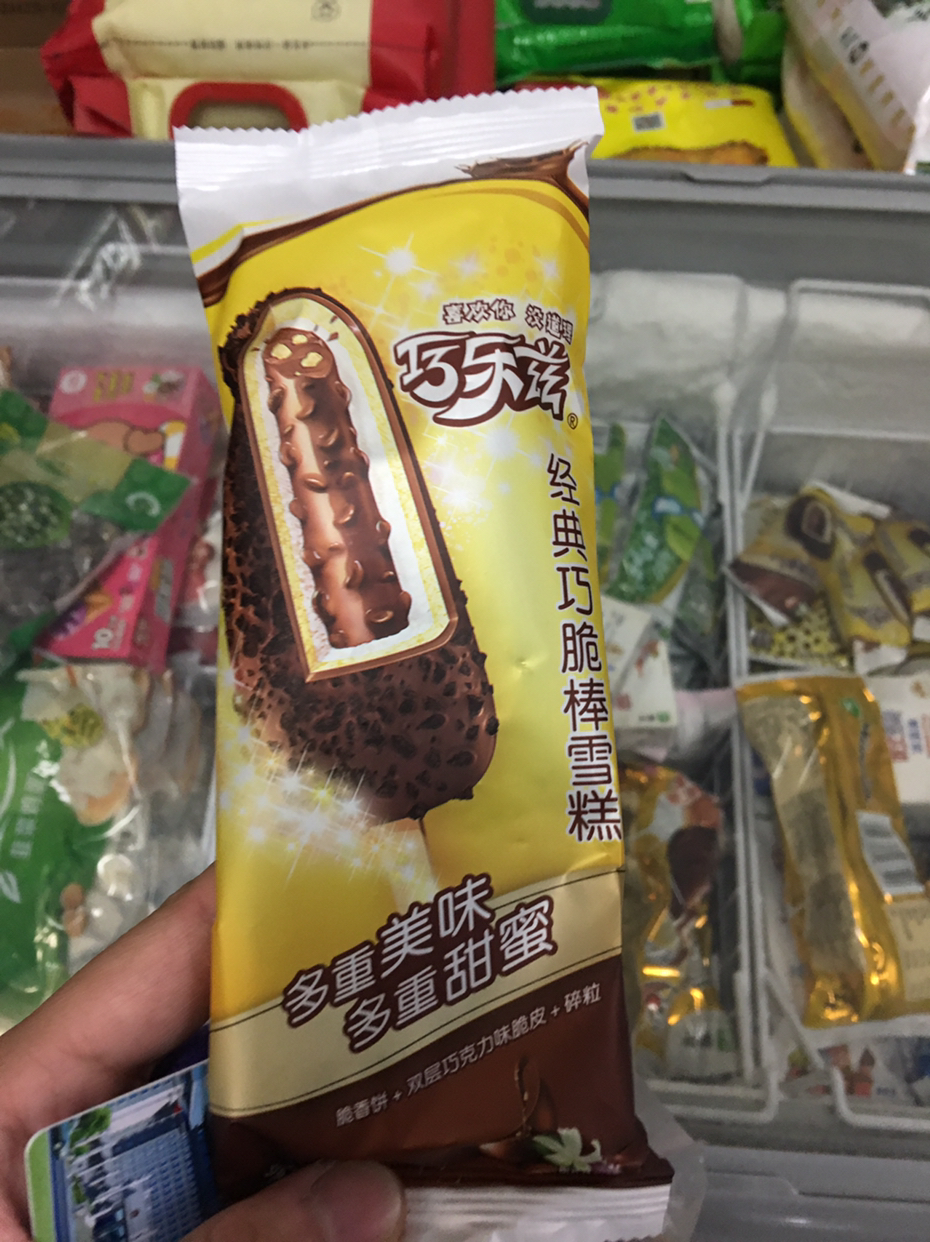 喜欢你 没道理
巧乐兹®
经典巧脆棒雪糕
多重美味
多重甜蜜
脆香饼+双层巧克力味脆皮+碎粒